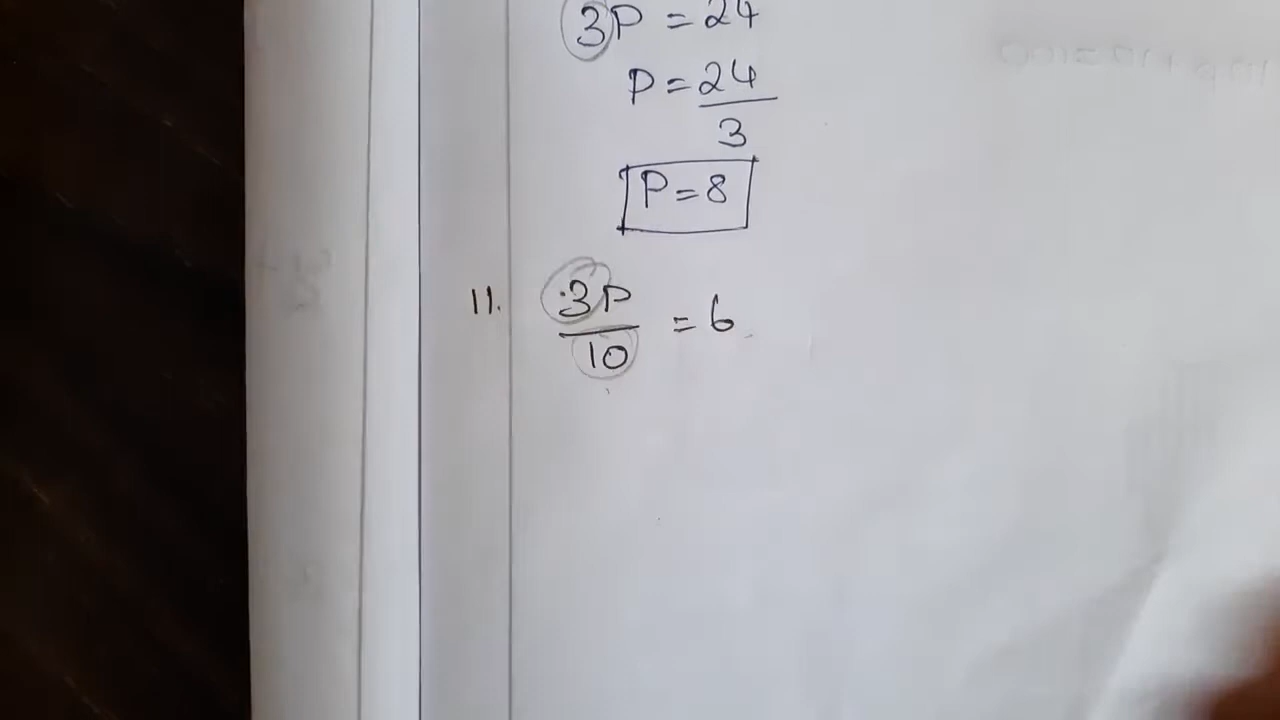 3P = 24
P = 24/3
P = 8
11. 3P/10 = 6